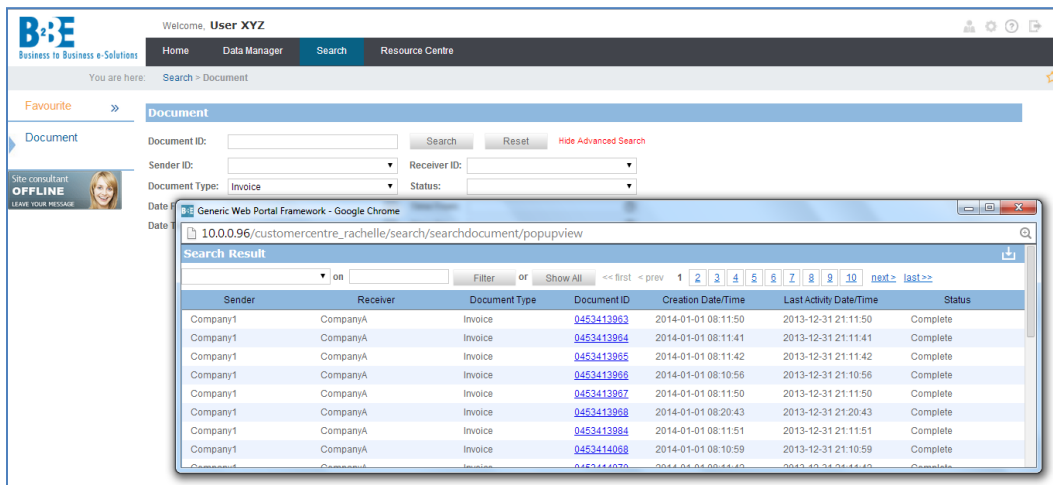 Welcome, User XYZ
B2BE
Business to Business e-Solutions
Home Data Manager Search Resource Centre
You are here: Search > Document
Favourite »
Document
Document
Document ID: Search Reset Hide Advanced Search
Sender ID: Receiver ID:
Document Type: Invoice Status:
Site consultant
OFFLINE
LEAVE YOUR MESSAGE
Date
Date T
Generic Web Portal Framework - Google Chrome
10.0.0.96/customercentre_rachelle/search/searchdocument/popupview
Search Result
on Filter or Show All << first < prev 1 2 3 4 5 6 7 8 9 10 next > last >>
Sender Receiver Document Type Document ID Creation Date/Time Last Activity Date/Time Status
Company1 CompanyA Invoice 0453413963 2014-01-01 08:11:50 2013-12-31 21:11:50 Complete
Company1 CompanyA Invoice 0453413964 2014-01-01 08:11:41 2013-12-31 21:11:41 Complete
Company1 CompanyA Invoice 0453413965 2014-01-01 08:11:42 2013-12-31 21:11:42 Complete
Company1 CompanyA Invoice 0453413966 2014-01-01 08:10:56 2013-12-31 21:10:56 Complete
Company1 CompanyA Invoice 0453413967 2014-01-01 08:11:50 2013-12-31 21:11:50 Complete
Company1 CompanyA Invoice 0453413968 2014-01-01 08:20:43 2013-12-31 21:20:43 Complete
Company1 CompanyA Invoice 0453413984 2014-01-01 08:11:51 2013-12-31 21:11:51 Complete
Company1 CompanyA Invoice 0453414068 2014-01-01 08:10:59 2013-12-31 21:10:59 Complete